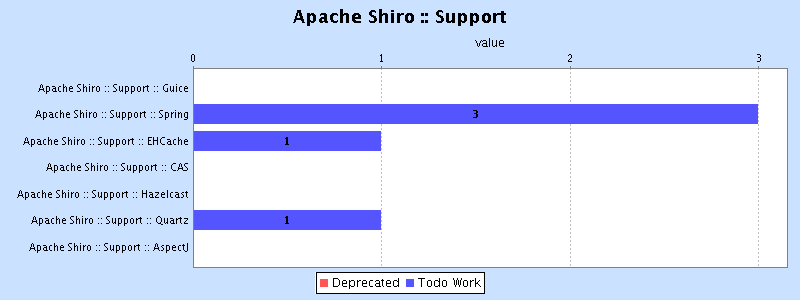 Apache Shiro :: Support
value
0 1 2 3
Apache Shiro :: Support :: Guice
Apache Shiro :: Support :: Spring 3
Apache Shiro :: Support :: EHCache 1
Apache Shiro :: Support :: CAS
Apache Shiro :: Support :: Hazelcast
Apache Shiro :: Support :: Quartz 1
Apache Shiro :: Support :: AspectJ
Deprecated Todo Work